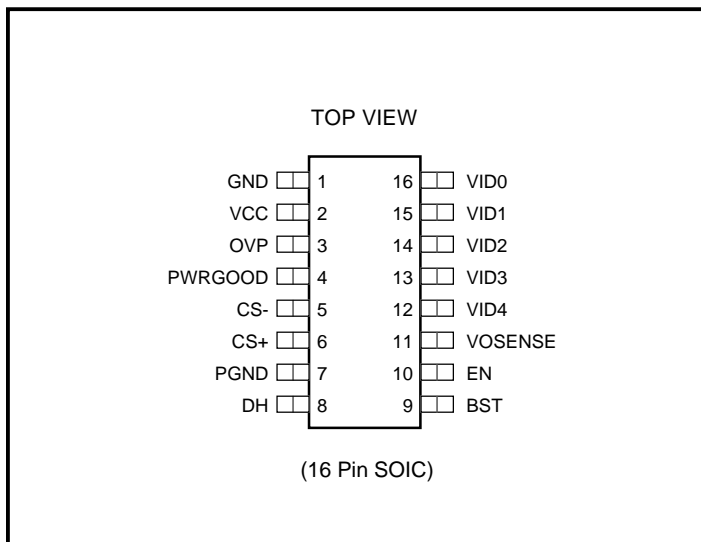 TOP VIEW
GND 1 16 VID0
VCC 2 15 VID1
OVP 3 14 VID2
PWRGOOD 4 13 VID3
CS- 5 12 VID4
CS+ 6 11 VOSENSE
PGND 7 10 EN
DH 8 9 BST
(16 Pin SOIC)